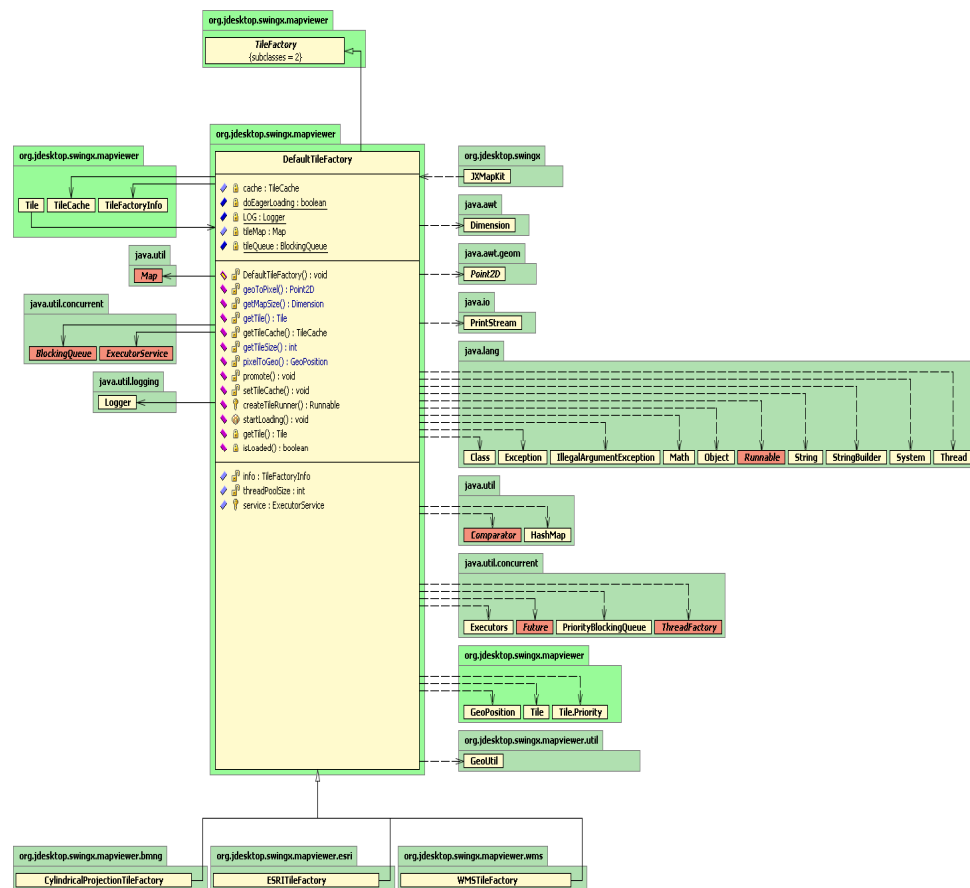 org.jdesktop.swingx.mapviewer
TileFactory
{subclasses = 2}
org.jdesktop.swingx.mapviewer
DefaultTileFactory
cache : TileCache
doEagerLoading : boolean
LOG : Logger
tileMap : Map
tileQueue : BlockingQueue
DefaultTileFactory() : void
geoToPixel() : Point2D
getMapSize() : Dimension
getTile() : Tile
getTileCache() : TileCache
getTileSize() : int
pixelToGeo() : GeoPosition
promote() : void
setTileCache() : void
createTileRunner() : Runnable
startLoading() : void
getTile() : Tile
isLoaded() : boolean
info : TileFactoryInfo
threadPoolSize : int
service : ExecutorService
org.jdesktop.swingx.mapviewer
Tile TileCache TileFactoryInfo
java.util
Map
java.util.concurrent
BlockingQueue ExecutorService
java.util.logging
Logger
org.jdesktop.swingx
JXMapKit
java.awt
Dimension
java.awt.geom
Point2D
java.io
PrintStream
java.lang
Class Exception IllegalArgumentException Math Object Runnable String StringBuilder System Thread
java.util
Comparator HashMap
java.util.concurrent
Executors Future PriorityBlockingQueue ThreadFactory
org.jdesktop.swingx.mapviewer
GeoPosition Tile Tile.Priority
org.jdesktop.swingx.mapviewer.util
GeoUtil
org.jdesktop.swingx.mapviewer.bmng
CylindricalProjectionTileFactory
org.jdesktop.swingx.mapviewer.esri
ESRITileFactory
org.jdesktop.swingx.mapviewer.wms
WMSTileFactory